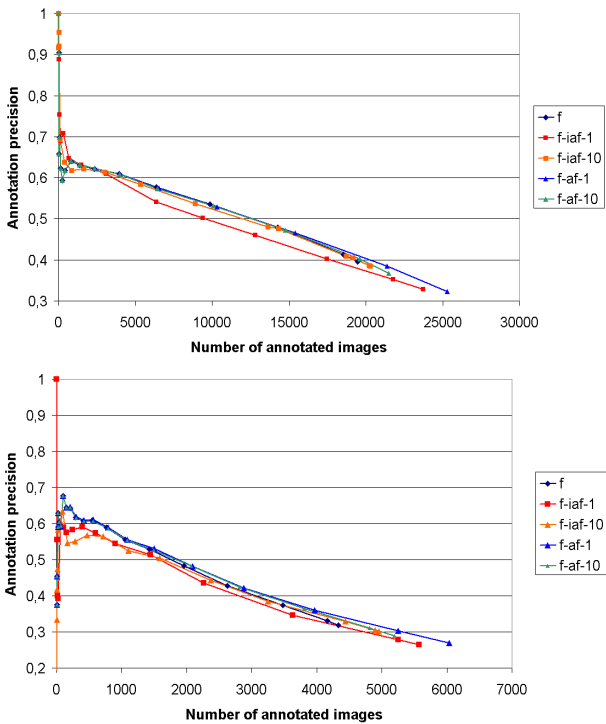 1
0,9
0,8
0,7
0,6
0,5
0,4
0,3
Annotation precision
0 5000 10000 15000 20000 25000 30000
Number of annotated images
f
f-iaf-1
f-iaf-10
f-af-1
f-af-10
1
0,9
0,8
0,7
0,6
0,5
0,4
0,3
0,2
Annotation precision
0 1000 2000 3000 4000 5000 6000 7000
Number of annotated images
f
f-iaf-1
f-iaf-10
f-af-1
f-af-10